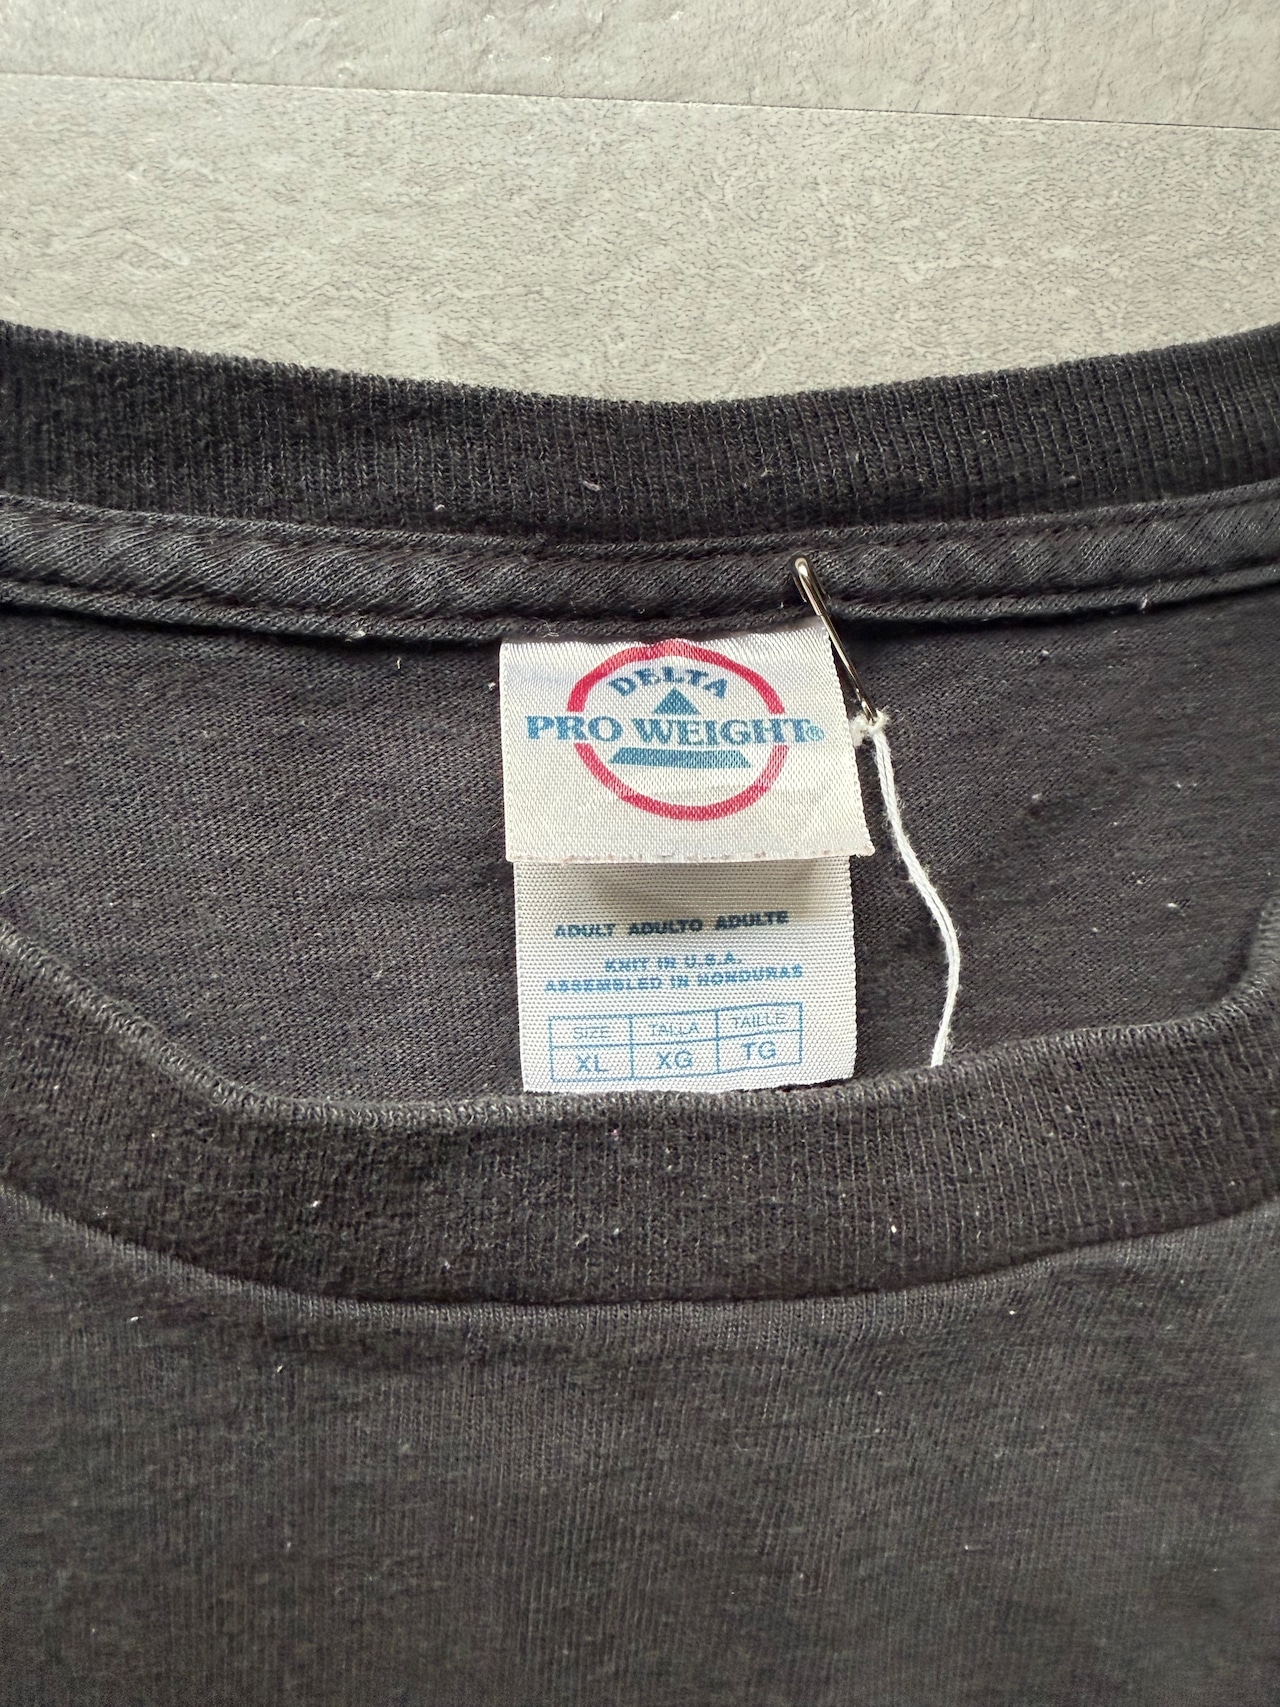 DELTA
PRO WEIGHT®
ADULT ADULTO ADULTE
KNIT IN U.S.A.
ASSEMBLED IN HONDURAS
SIZE TALLA TAILLE
XL XG TG